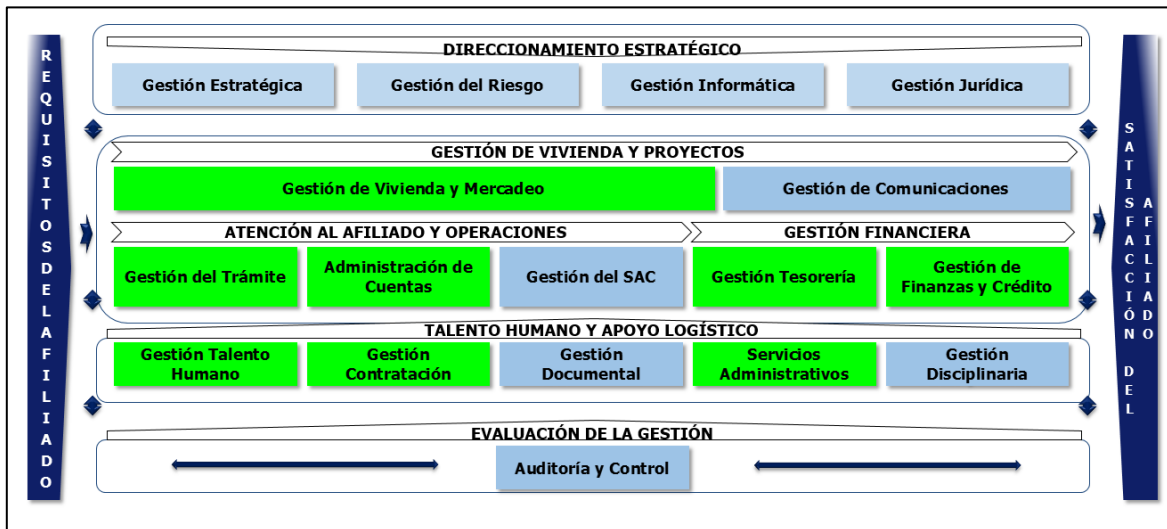 REQUISITOS DE LA AFILIADO
DIRECCIONAMIENTO ESTRATÉGICO
Gestión Estratégica
Gestión del Riesgo
Gestión Informática
Gestión Jurídica
GESTIÓN DE VIVIENDA Y PROYECTOS
Gestión de Vivienda y Mercadeo
Gestión de Comunicaciones
ATENCIÓN AL AFILIADO Y OPERACIONES
GESTIÓN FINANCIERA
Gestión del Trámite
Administración de
Cuentas
Gestión del SAC
Gestión Tesorería
Gestión de
Finanzas y Crédito
TALENTO HUMANO Y APOYO LOGÍSTICO
Gestión Talento
Humano
Gestión
Contratación
Gestión
Documental
Servicios
Administrativos
Gestión
Disciplinaria
EVALUACIÓN DE LA GESTIÓN
Auditoría y Control
SATISFACCIÓN DEL
AFILIADO